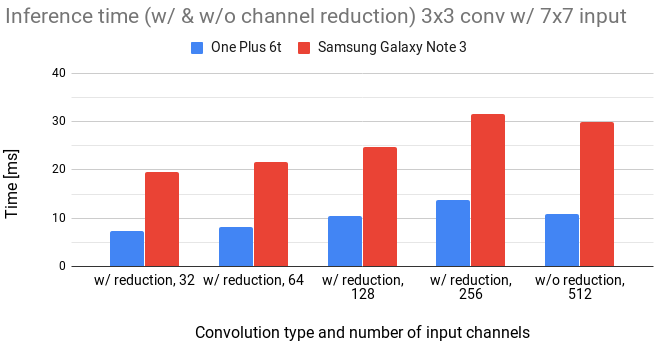 Inference time (w/ & w/o channel reduction) 3x3 conv w/ 7x7 input
One Plus 6t
Samsung Galaxy Note 3
40
30
20
10
0
Time [ms]
w/ reduction, 32
w/ reduction, 64
w/ reduction,
128
w/ reduction,
256
w/o reduction,
512
Convolution type and number of input channels